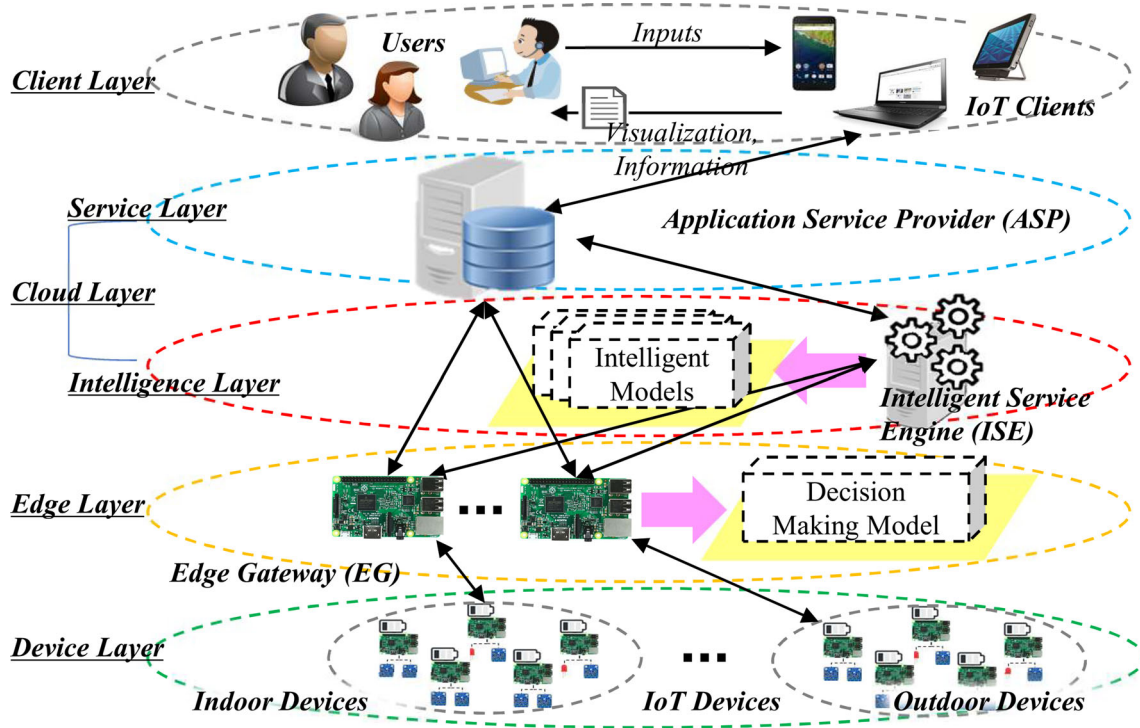 Users
Inputs
Client Layer
IoT Clients
Visualization,
Information
Service Layer
Application Service Provider (ASP)
Cloud Layer
Intelligent
Models
Intelligence Layer
Intelligent Service
Engine (ISE)
Decision
Making Model
Edge Layer
Edge Gateway (EG)
Device Layer
Indoor Devices
IoT Devices
Outdoor Devices